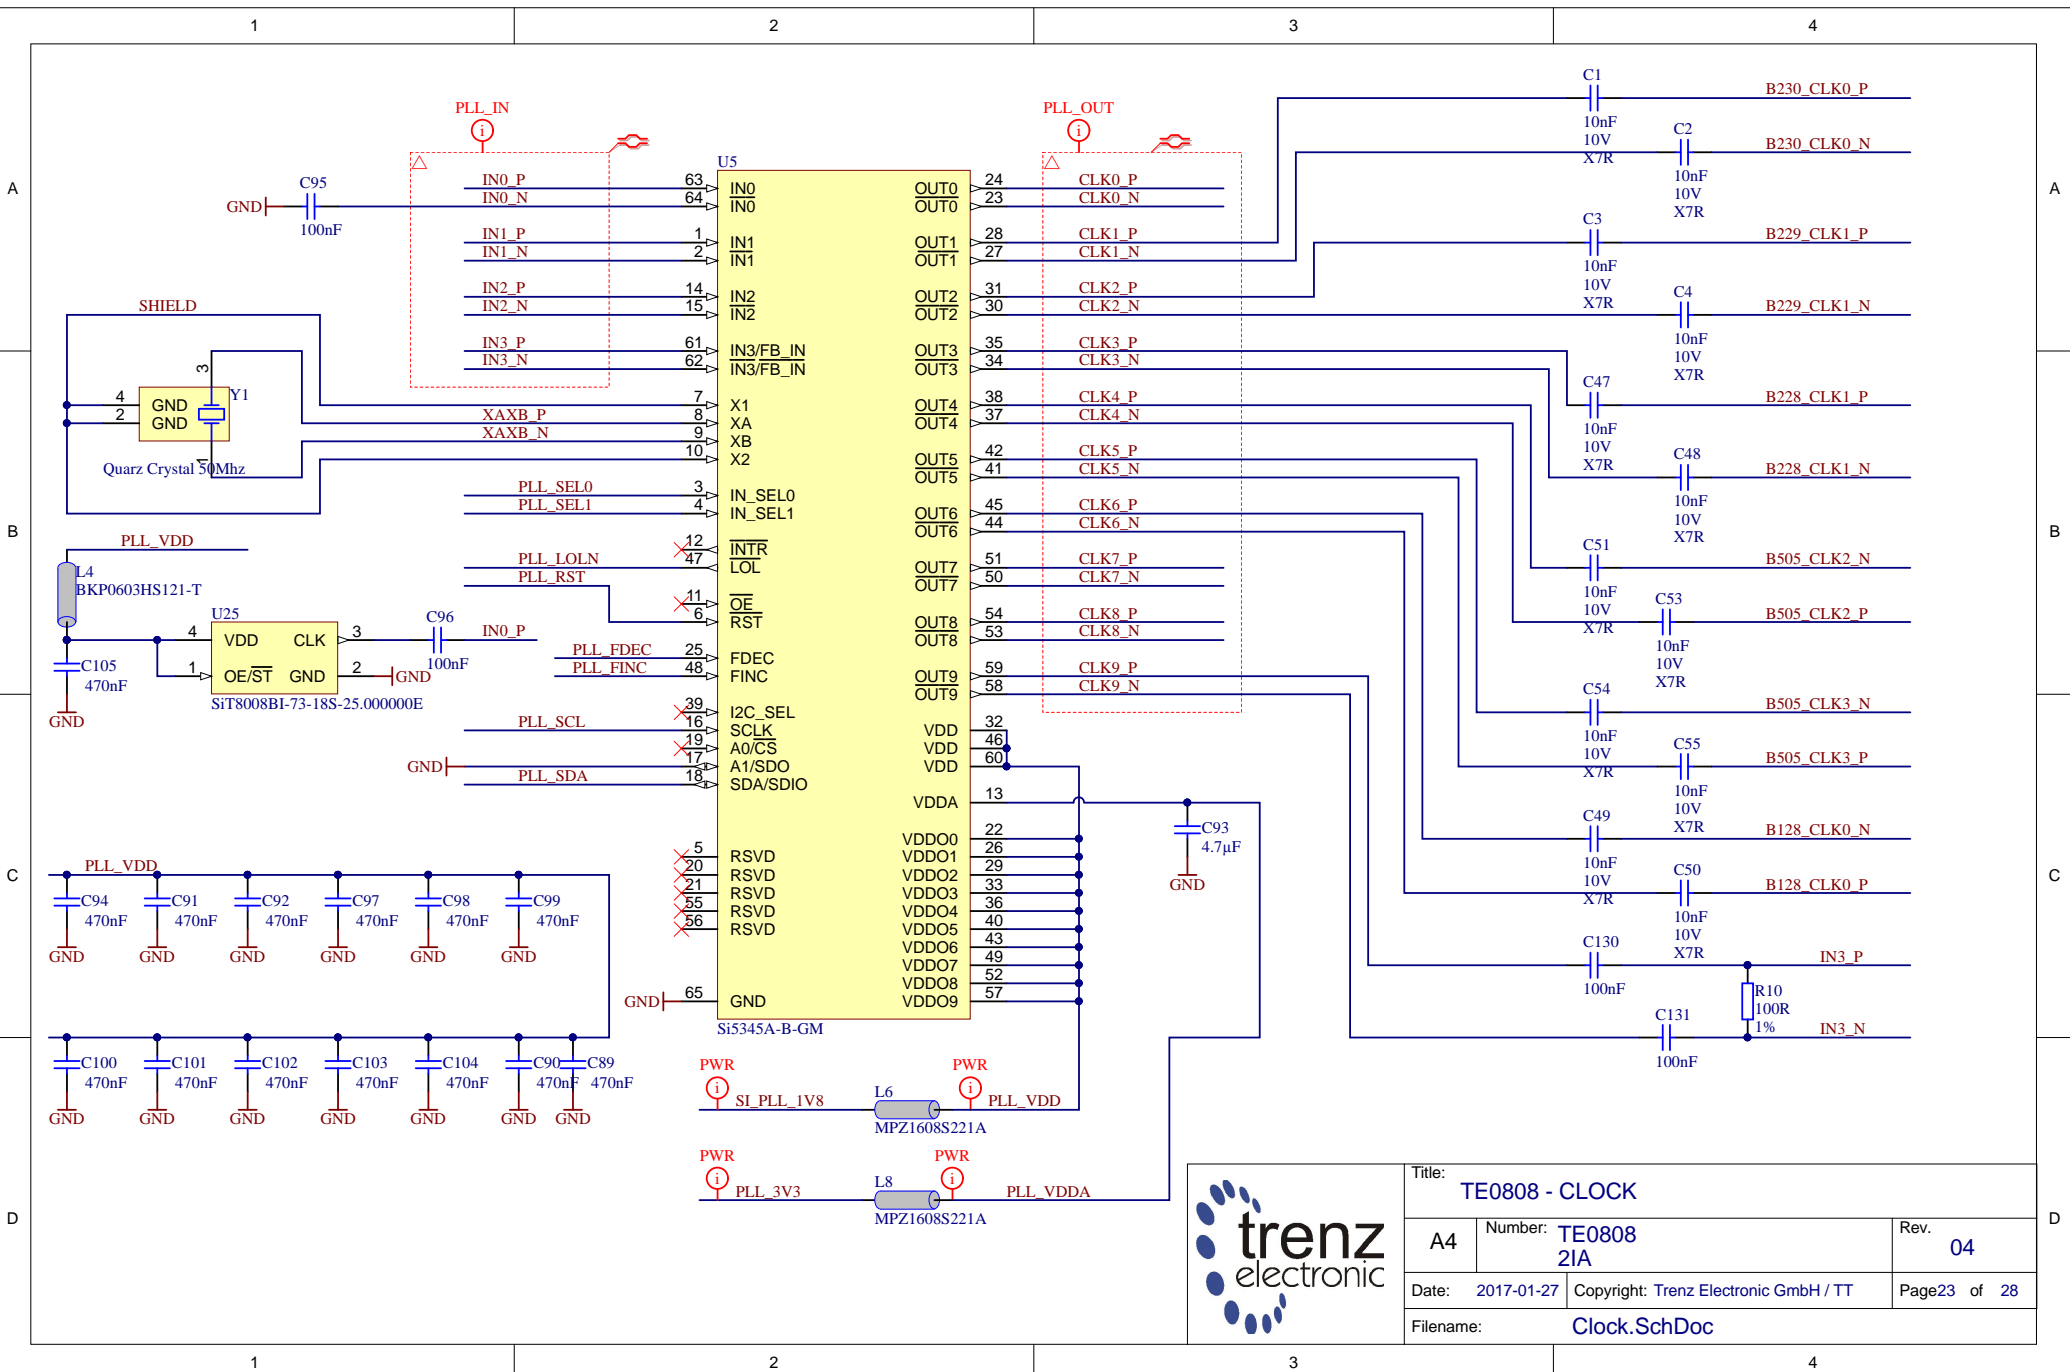 1 2 3 4
A
B
C
D
PLL_IN
i
PLL_OUT
i
U5
C95
GND
100nF
IN0_P
IN0_N
IN1_P
IN1_N
IN2_P
IN2_N
IN3_P
IN3_N
SHIELD
4 GND
2 GND
3
1
Y1
Quarz Crystal 50Mhz
XAXB_P
XAXB_N
PLL_SEL0
PLL_SEL1
PLL_LOLN
PLL_RST
PLL_FDEC
PLL_FINC
PLL_SCL
GND
PLL_SDA
63 IN0
64 IN0
1 IN1
2 IN1
14 IN2
15 IN2
61 IN3/FB_IN
62 IN3/FB_IN
7 X1
8 XA
9 XB
10 X2
3 IN_SEL0
4 IN_SEL1
12 INTR
47 LOL
11 OE
6 RST
25 FDEC
48 FINC
39 I2C_SEL
16 SCLK
19 A0/CS
17 A1/SDO
18 SDA/SDIO
5 RSVD
20 RSVD
21 RSVD
55 RSVD
56 RSVD
GND 65 GND
Si5345A-B-GM
OUT0 24 CLK0_P
OUT0 23 CLK0_N
OUT1 28 CLK1_P
OUT1 27 CLK1_N
OUT2 31 CLK2_P
OUT2 30 CLK2_N
OUT3 35 CLK3_P
OUT3 34 CLK3_N
OUT4 38 CLK4_P
OUT4 37 CLK4_N
OUT5 42 CLK5_P
OUT5 41 CLK5_N
OUT6 45 CLK6_P
OUT6 44 CLK6_N
OUT7 51 CLK7_P
OUT7 50 CLK7_N
OUT8 54 CLK8_P
OUT8 53 CLK8_N
OUT9 59 CLK9_P
OUT9 58 CLK9_N
VDD 32
VDD 46
VDD 60
VDDA 13
VDDO0 22
VDDO1 26
VDDO2 29
VDDO3 33
VDDO4 36
VDDO5 40
VDDO6 43
VDDO7 49
VDDO8 52
VDDO9 57
C93
4.7µF
GND
PLL_VDD
L4
BKP0603HS121-T
U25
4 VDD CLK 3
1 OE/ST GND 2 GND
SiT8008BI-73-18S-25.000000E
C96
100nF
IN0_P
C105
470nF
GND
PLL_VDD
C94 C91 C92 C97 C98 C99
470nF 470nF 470nF 470nF 470nF 470nF
GND GND GND GND GND GND
C100 C101 C102 C103 C104 C90 C89
470nF 470nF 470nF 470nF 470nF 470nF 470nF
GND GND GND GND GND GND GND
PWR
i
SI_PLL_1V8
L6
MPZ1608S221A
PWR
i
PLL_VDD
PWR
i
PLL_3V3
L8
MPZ1608S221A
PWR
i
PLL_VDDA
C1
10nF
10V
X7R
B230_CLK0_P
C2
10nF
10V
X7R
B230_CLK0_N
C3
10nF
10V
X7R
B229_CLK1_P
C4
10nF
10V
X7R
B229_CLK1_N
C47
10nF
10V
X7R
B228_CLK1_P
C48
10nF
10V
X7R
B228_CLK1_N
C51
10nF
10V
X7R
B505_CLK2_N
C53
10nF
10V
X7R
B505_CLK2_P
C54
10nF
10V
X7R
B505_CLK3_N
C55
10nF
10V
X7R
B505_CLK3_P
C49
10nF
10V
X7R
B128_CLK0_N
C50
10nF
10V
X7R
B128_CLK0_P
C130
100nF
IN3_P
R10
100R
1%
C131
100nF
IN3_N
trenz
electronic
Title:
TE0808 - CLOCK
A4
Number: TE0808
2IA
Rev.
04
Date: 2017-01-27
Copyright: Trenz Electronic GmbH / TT
Page23 of 28
Filename: Clock.SchDoc
A
B
C
D
1 2 3 4